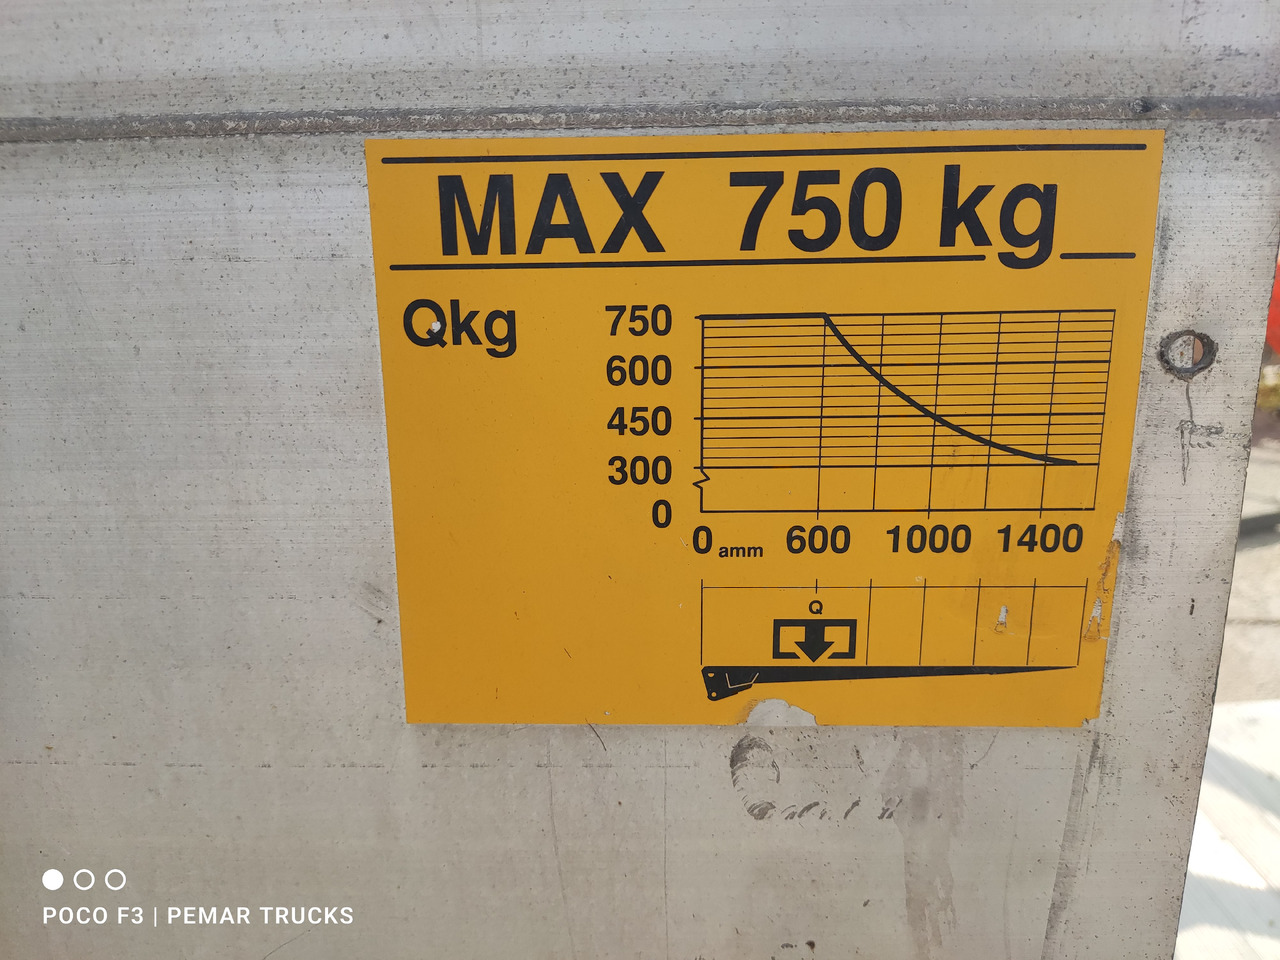 MAX 750 kg
Qkg
750
600
450
300
0
0 amm 600 1000 1400
Q
POCO F3 | PEMAR TRUCKS